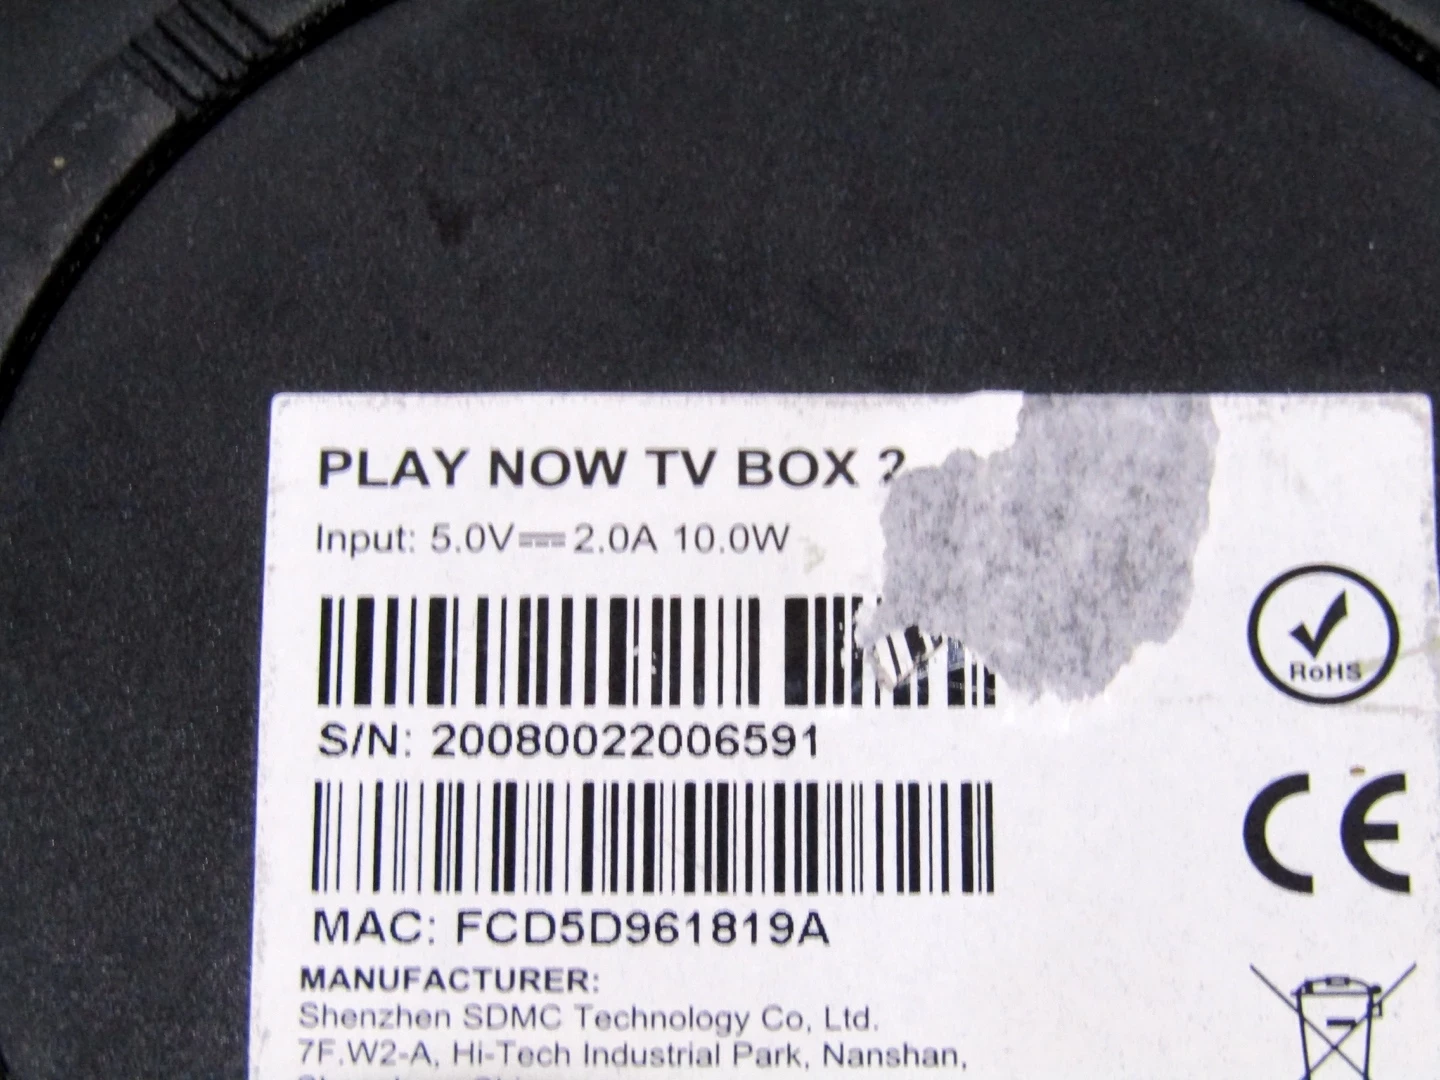 PLAY NOW TV BOX 2
Input: 5.0V⎓2.0A 10.0W
RoHS
S/N: 20080022006591
CE
MAC: FCD5D961819A
MANUFACTURER:
Shenzhen SDMC Technology Co, Ltd.
7F.W2-A, Hi-Tech Industrial Park, Nanshan,